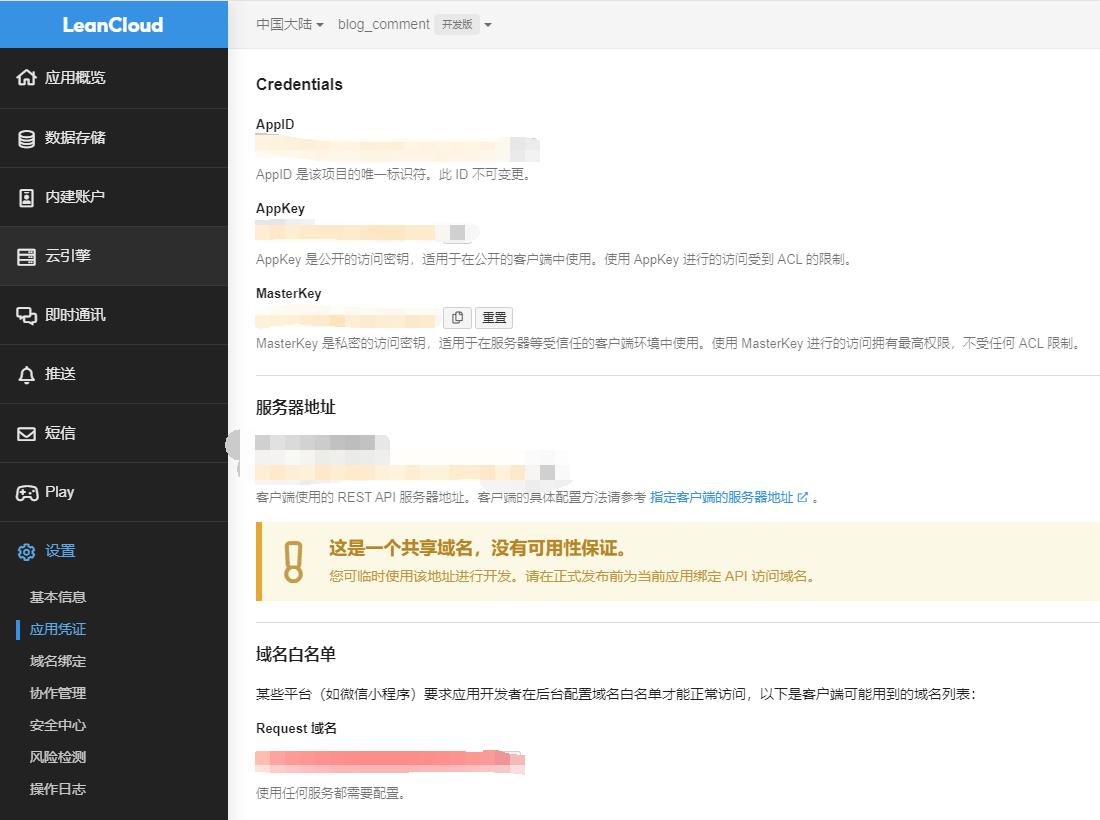 LeanCloud
中国大陆
blog_comment 开发版
应用概览
数据存储
内建账户
云引擎
即时通讯
推送
短信
Play
设置
基本信息
应用凭证
域名绑定
协作管理
安全中心
风险检测
操作日志
Credentials
AppID
AppID 是该项目的唯一标识符。此 ID 不可变更。
AppKey
AppKey 是公开的访问密钥，适用于在公开的客户端中使用。使用 AppKey 进行的访问受到 ACL 的限制。
MasterKey
重置
MasterKey 是私密的访问密钥，适用于在服务器等受信任的客户端环境中使用。使用 MasterKey 进行的访问拥有最高权限，不受任何 ACL 限制。
服务器地址
客户端使用的 REST API 服务器地址。客户端的具体配置方法请参考 指定客户端的服务器地址 。
这是一个共享域名，没有可用性保证。
您可临时使用该地址进行开发。请在正式发布前为当前应用绑定 API 访问域名。
域名白名单
某些平台（如微信小程序）要求应用开发者在后台配置域名白名单才能正常访问，以下是客户端可能用到的域名列表：
Request 域名
使用任何服务都需要配置。